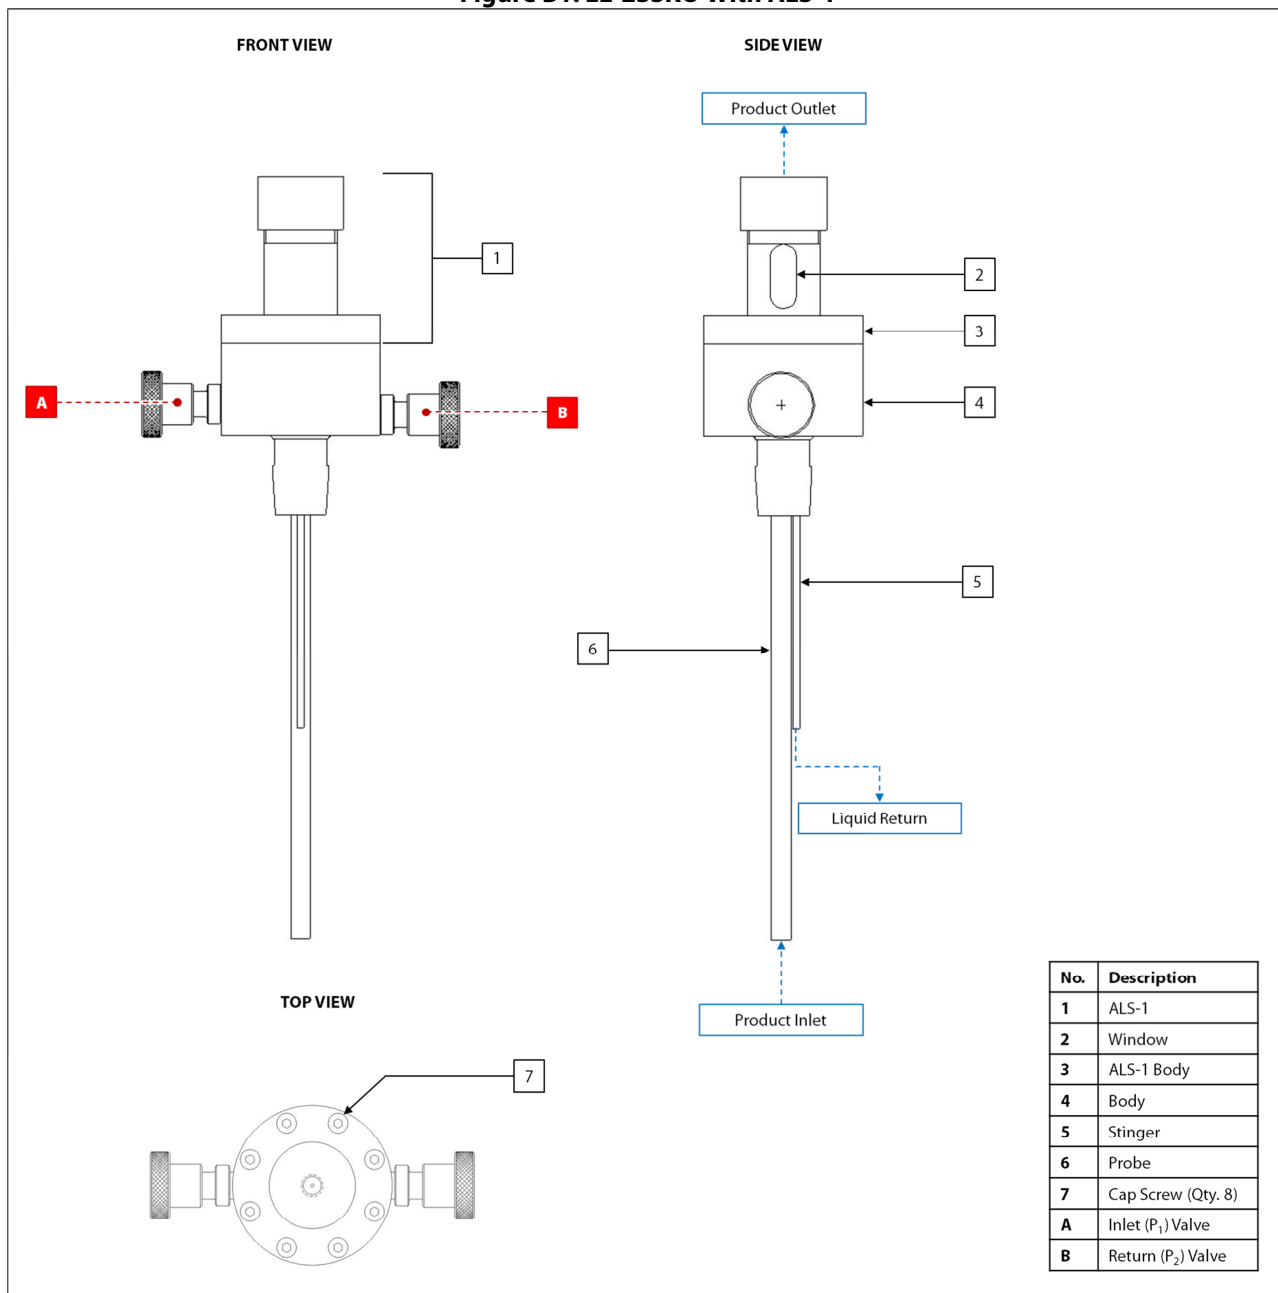 FRONT VIEW
SIDE VIEW
Product Outlet
1
2
3
A
B
4
5
6
Liquid Return
Product Inlet
TOP VIEW
7
No. Description
1 ALS-1
2 Window
3 ALS-1 Body
4 Body
5 Stinger
6 Probe
7 Cap Screw (Qty. 8)
A Inlet (P₁) Valve
B Return (P₂) Valve